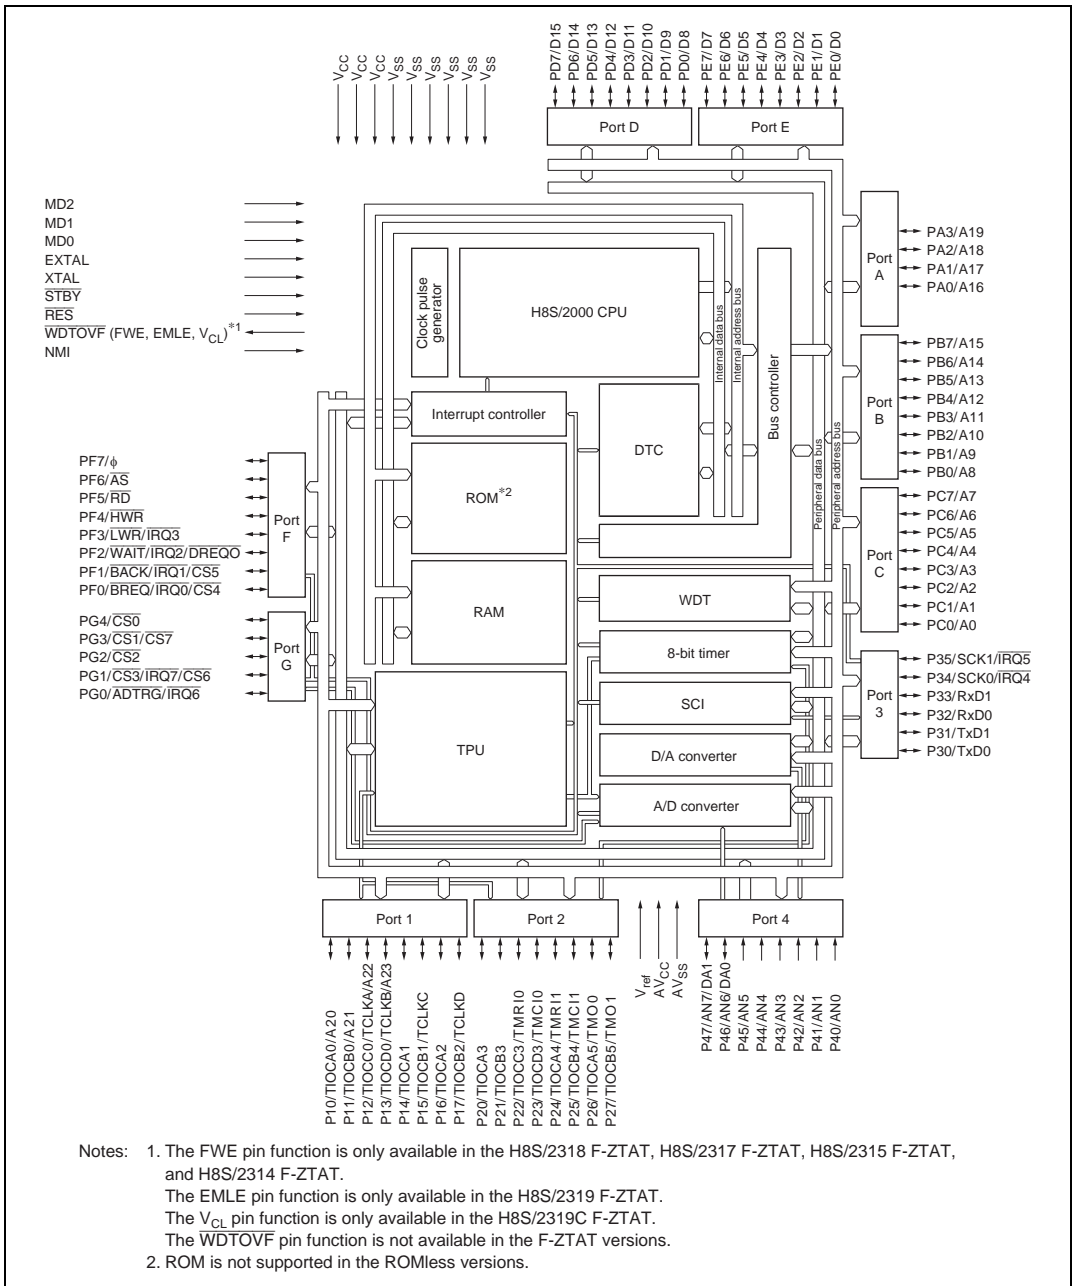 VCC
VCC
VCC
VSS
VSS
VSS
VSS
VSS
VSS
PD7/D15
PD6/D14
PD5/D13
PD4/D12
PD3/D11
PD2/D10
PD1/D9
PD0/D8
PE7/D7
PE6/D6
PE5/D5
PE4/D4
PE3/D3
PE2/D2
PE1/D1
PE0/D0
Port D
Port E
MD2
MD1
MD0
EXTAL
XTAL
STBY
RES
WDTOVF (FWE, EMLE, VCL)*1
NMI
Clock pulse
generator
H8S/2000 CPU
Internal data bus
Internal address bus
Bus controller
Port
A
PA3/A19
PA2/A18
PA1/A17
PA0/A16
Interrupt controller
DTC
Peripheral data bus
Peripheral address bus
Port
B
PB7/A15
PB6/A14
PB5/A13
PB4/A12
PB3/A11
PB2/A10
PB1/A9
PB0/A8
PF7/ϕ
PF6/AS
PF5/RD
PF4/HWR
PF3/LWR/IRQ3
PF2/WAIT/IRQ2/DREQO
PF1/BACK/IRQ1/CS5
PF0/BREQ/IRQ0/CS4
Port
F
ROM*2
Port
C
PC7/A7
PC6/A6
PC5/A5
PC4/A4
PC3/A3
PC2/A2
PC1/A1
PC0/A0
PG4/CS0
PG3/CS1/CS7
PG2/CS2
PG1/CS3/IRQ7/CS6
PG0/ADTRG/IRQ6
Port
G
RAM
WDT
8-bit timer
SCI
Port
3
P35/SCK1/IRQ5
P34/SCK0/IRQ4
P33/RxD1
P32/RxD0
P31/TxD1
P30/TxD0
TPU
D/A converter
A/D converter
Port 1
Port 2
Port 4
P10/TIOCA0/A20
P11/TIOCB0/A21
P12/TIOCC0/TCLKA/A22
P13/TIOCD0/TCLKB/A23
P14/TIOCA1
P15/TIOCB1/TCLKC
P16/TIOCA2
P17/TIOCB2/TCLKD
P20/TIOCA3
P21/TIOCB3
P22/TIOCC3/TMRI0
P23/TIOCD3/TMCI0
P24/TIOCA4/TMRI1
P25/TIOCB4/TMCI1
P26/TIOCA5/TMO0
P27/TIOCB5/TMO1
Vref
AVCC
AVSS
P47/AN7/DA1
P46/AN6/DA0
P45/AN5
P44/AN4
P43/AN3
P42/AN2
P41/AN1
P40/AN0
Notes: 1. The FWE pin function is only available in the H8S/2318 F-ZTAT, H8S/2317 F-ZTAT, H8S/2315 F-ZTAT,
and H8S/2314 F-ZTAT.
The EMLE pin function is only available in the H8S/2319 F-ZTAT.
The VCL pin function is only available in the H8S/2319C F-ZTAT.
The WDTOVF pin function is not available in the F-ZTAT versions.
2. ROM is not supported in the ROMless versions.